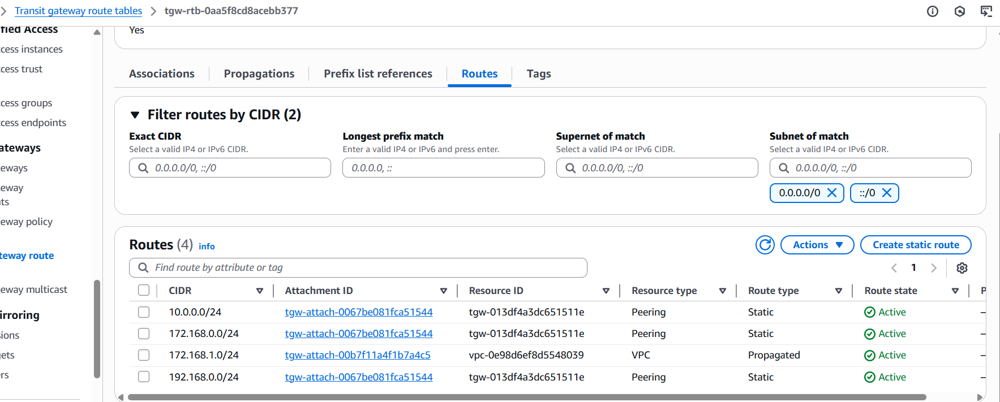 Transit gateway route tables > tgw-rtb-0aa5f8cd8acebb377
fied Access
cess instances
cess trust
cess groups
cess endpoints
ateways
eways
eway
ts
eway policy
teway route
eway multicast
irroring
sions
gets
rs
Yes
Associations Propagations Prefix list references Routes Tags
Filter routes by CIDR (2)
Exact CIDR Longest prefix match Supernet of match Subnet of match
Select a valid IP4 or IPv6 CIDR. Enter a valid IP4 or IPv6 and press enter. Select a valid IP4 or IPv6 CIDR. Select a valid IP4 or IPv6 CIDR.
0.0.0.0/0, ::/0 0.0.0.0, :: 0.0.0.0/0, ::/0 0.0.0.0/0, ::/0
0.0.0.0/0 ::/0
Routes (4) info Actions Create static route
Find route by attribute or tag 1
CIDR Attachment ID Resource ID Resource type Route type Route state P
10.0.0.0/24 tgw-attach-0067be081fca51544 tgw-013df4a3dc651511e Peering Static Active –
172.168.0.0/24 tgw-attach-0067be081fca51544 tgw-013df4a3dc651511e Peering Static Active –
172.168.1.0/24 tgw-attach-00b7f11a4f1b7a4c5 vpc-0e98d6ef8d5548039 VPC Propagated Active –
192.168.0.0/24 tgw-attach-0067be081fca51544 tgw-013df4a3dc651511e Peering Static Active –